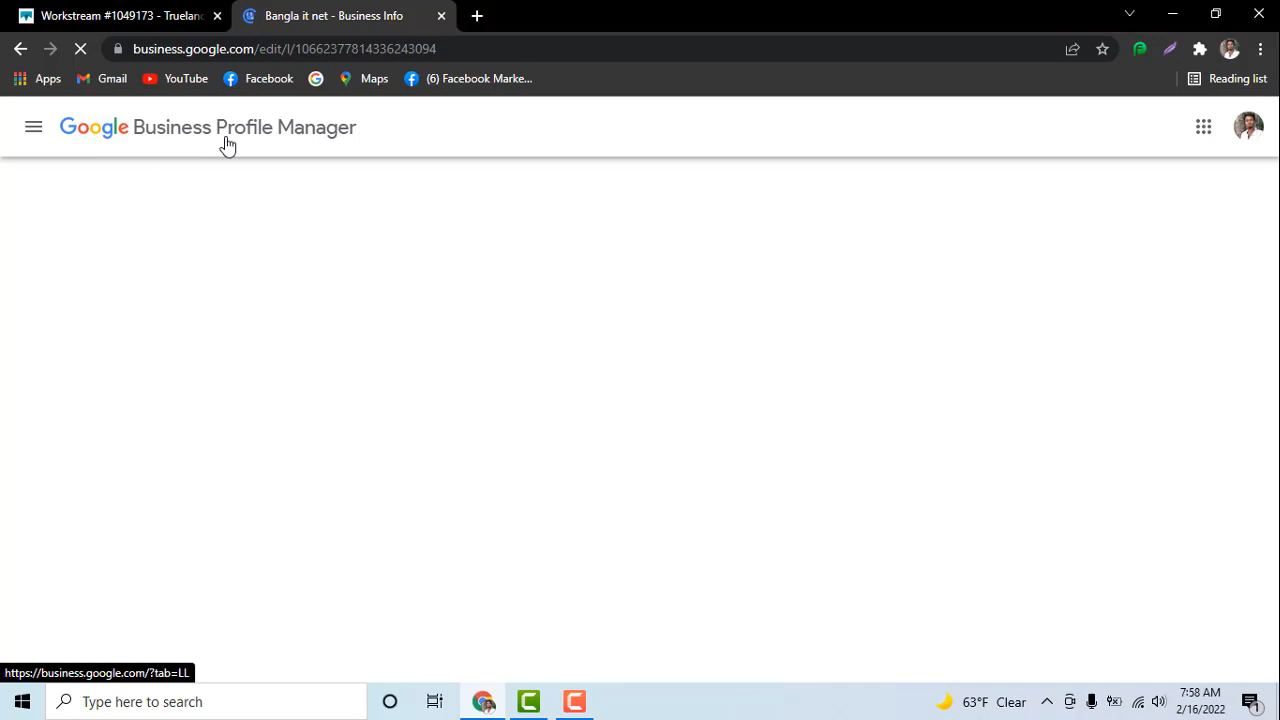 Workstream #1049173 - Trueland
Bangla it net - Business Info
business.google.com/edit/l/10662377814336243094
Apps
Gmail
YouTube
Facebook
Maps
(6) Facebook Marke...
Reading list
Google Business Profile Manager
https://business.google.com/?tab=LL
Type here to search
63°F Clear
7:58 AM
2/16/2022
1